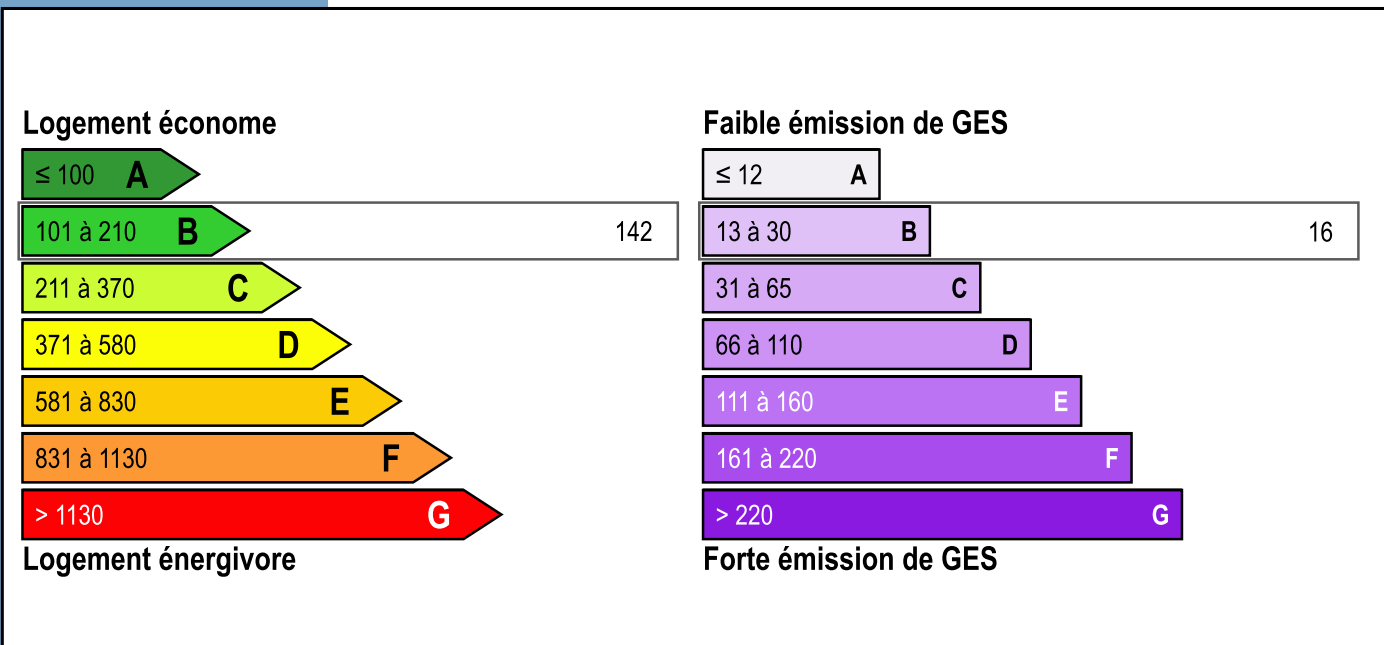 Logement économe
≤ 100 A
101 à 210 B 142
211 à 370 C
371 à 580 D
581 à 830 E
831 à 1130 F
> 1130 G
Logement énergivore
Faible émission de GES
≤ 12 A
13 à 30 B 16
31 à 65 C
66 à 110 D
111 à 160 E
161 à 220 F
> 220 G
Forte émission de GES